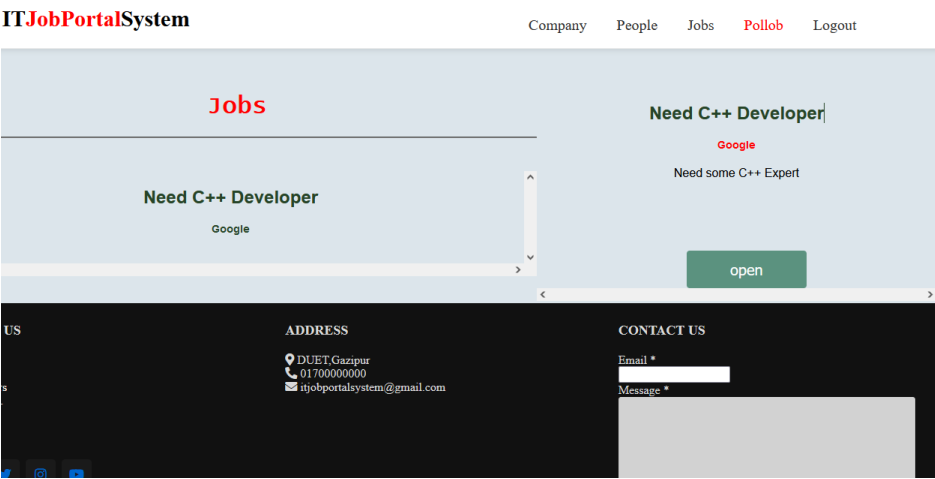 ITJobPortalSystem
Company People Jobs Pollob Logout
Jobs
Need C++ Developer
Google
Need C++ Developer
Google
Need some C++ Expert
open
US
s
ADDRESS
DUET,Gazipur
01700000000
itjobportalsystem@gmail.com
CONTACT US
Email *
Message *